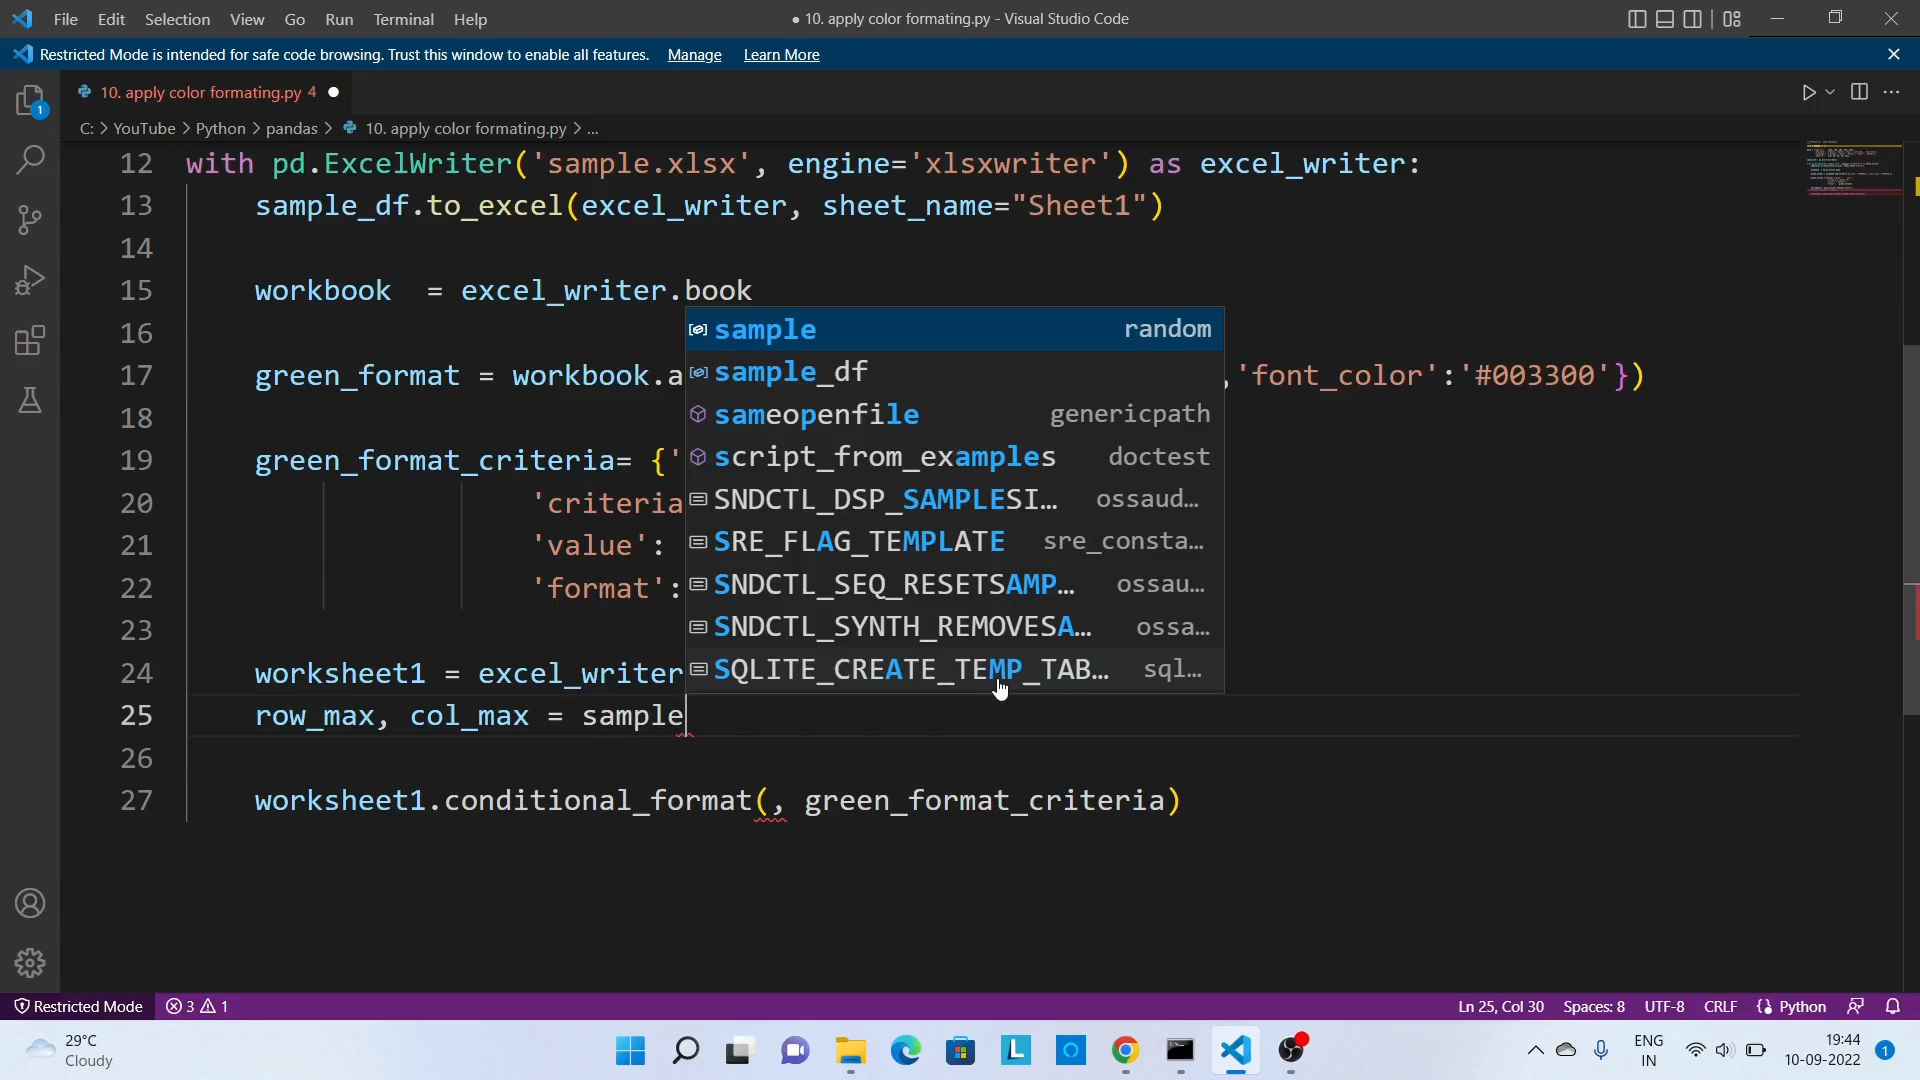 File Edit Selection View Go Run Terminal Help
● 10. apply color formating.py - Visual Studio Code
Restricted Mode is intended for safe code browsing. Trust this window to enable all features. Manage Learn More
1
10. apply color formating.py 4 ●
C: > YouTube > Python > pandas > 10. apply color formating.py > ...
12 with pd.ExcelWriter('sample.xlsx', engine='xlsxwriter') as excel_writer:
13 sample_df.to_excel(excel_writer, sheet_name="Sheet1")
14
15 workbook  = excel_writer.book
16
sample random
17 green_format = workbook.a
sample_df
,'font_color':'#003300'})
18
sameopenfile genericpath
19 green_format_criteria= {'
script_from_examples doctest
20 'criteria
SNDCTL_DSP_SAMPLESI… ossaud…
21 'value':
SRE_FLAG_TEMPLATE sre_consta…
22 'format':
SNDCTL_SEQ_RESETSAMP… ossau…
23
SNDCTL_SYNTH_REMOVESA… ossa…
24 worksheet1 = excel_writer
SQLITE_CREATE_TEMP_TAB… sql…
25 row_max, col_max = sample
26
27 worksheet1.conditional_format(, green_format_criteria)
Restricted Mode 3 1
Ln 25, Col 30 Spaces: 8 UTF-8 CRLF {} Python
29°C
Cloudy
L
ENG
IN
19:44
10-09-2022
1